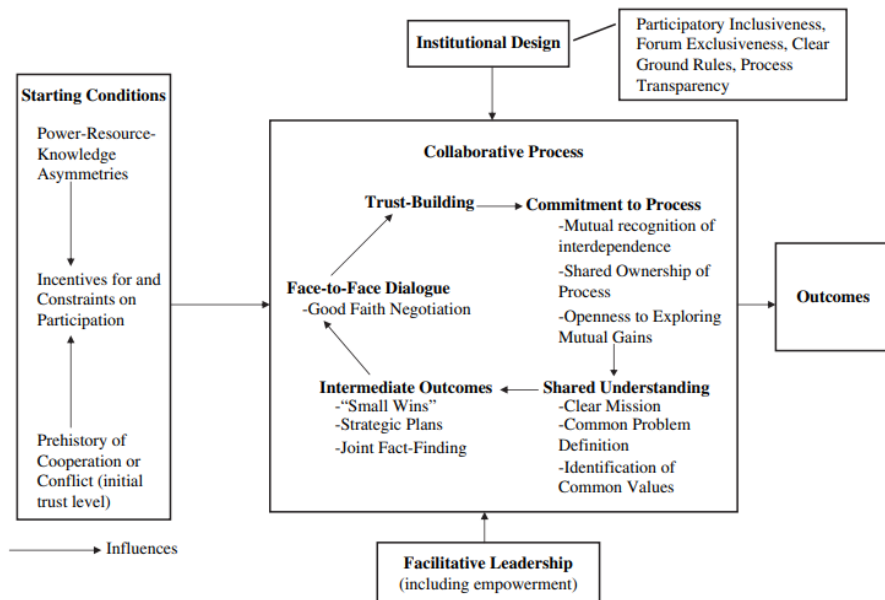 Institutional Design
Participatory Inclusiveness,
Forum Exclusiveness, Clear
Ground Rules, Process
Transparency
Starting Conditions
Power-Resource-
Knowledge
Asymmetries
Incentives for and
Constraints on
Participation
Prehistory of
Cooperation or
Conflict (initial
trust level)
Influences
Collaborative Process
Trust-Building
Commitment to Process
-Mutual recognition of
interdependence
-Shared Ownership of
Process
-Openness to Exploring
Mutual Gains
Face-to-Face Dialogue
-Good Faith Negotiation
Intermediate Outcomes
-“Small Wins”
-Strategic Plans
-Joint Fact-Finding
Shared Understanding
-Clear Mission
-Common Problem
Definition
-Identification of
Common Values
Outcomes
Facilitative Leadership
(including empowerment)